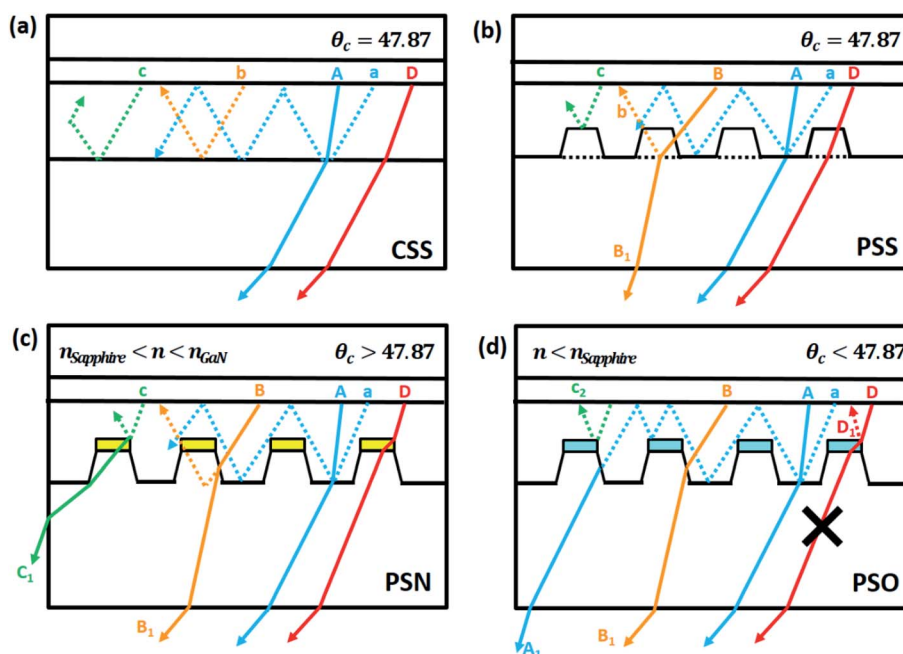 (a)
θc = 47.87
c b A a D
CSS
(b)
θc = 47.87
c B A a D
b
B1
PSS
(c)
nSapphire < n < nGaN θc > 47.87
c B A a D
C1
B1
PSN
(d)
n < nSapphire θc < 47.87
c2 B A a D
D1
A1
B1
PSO